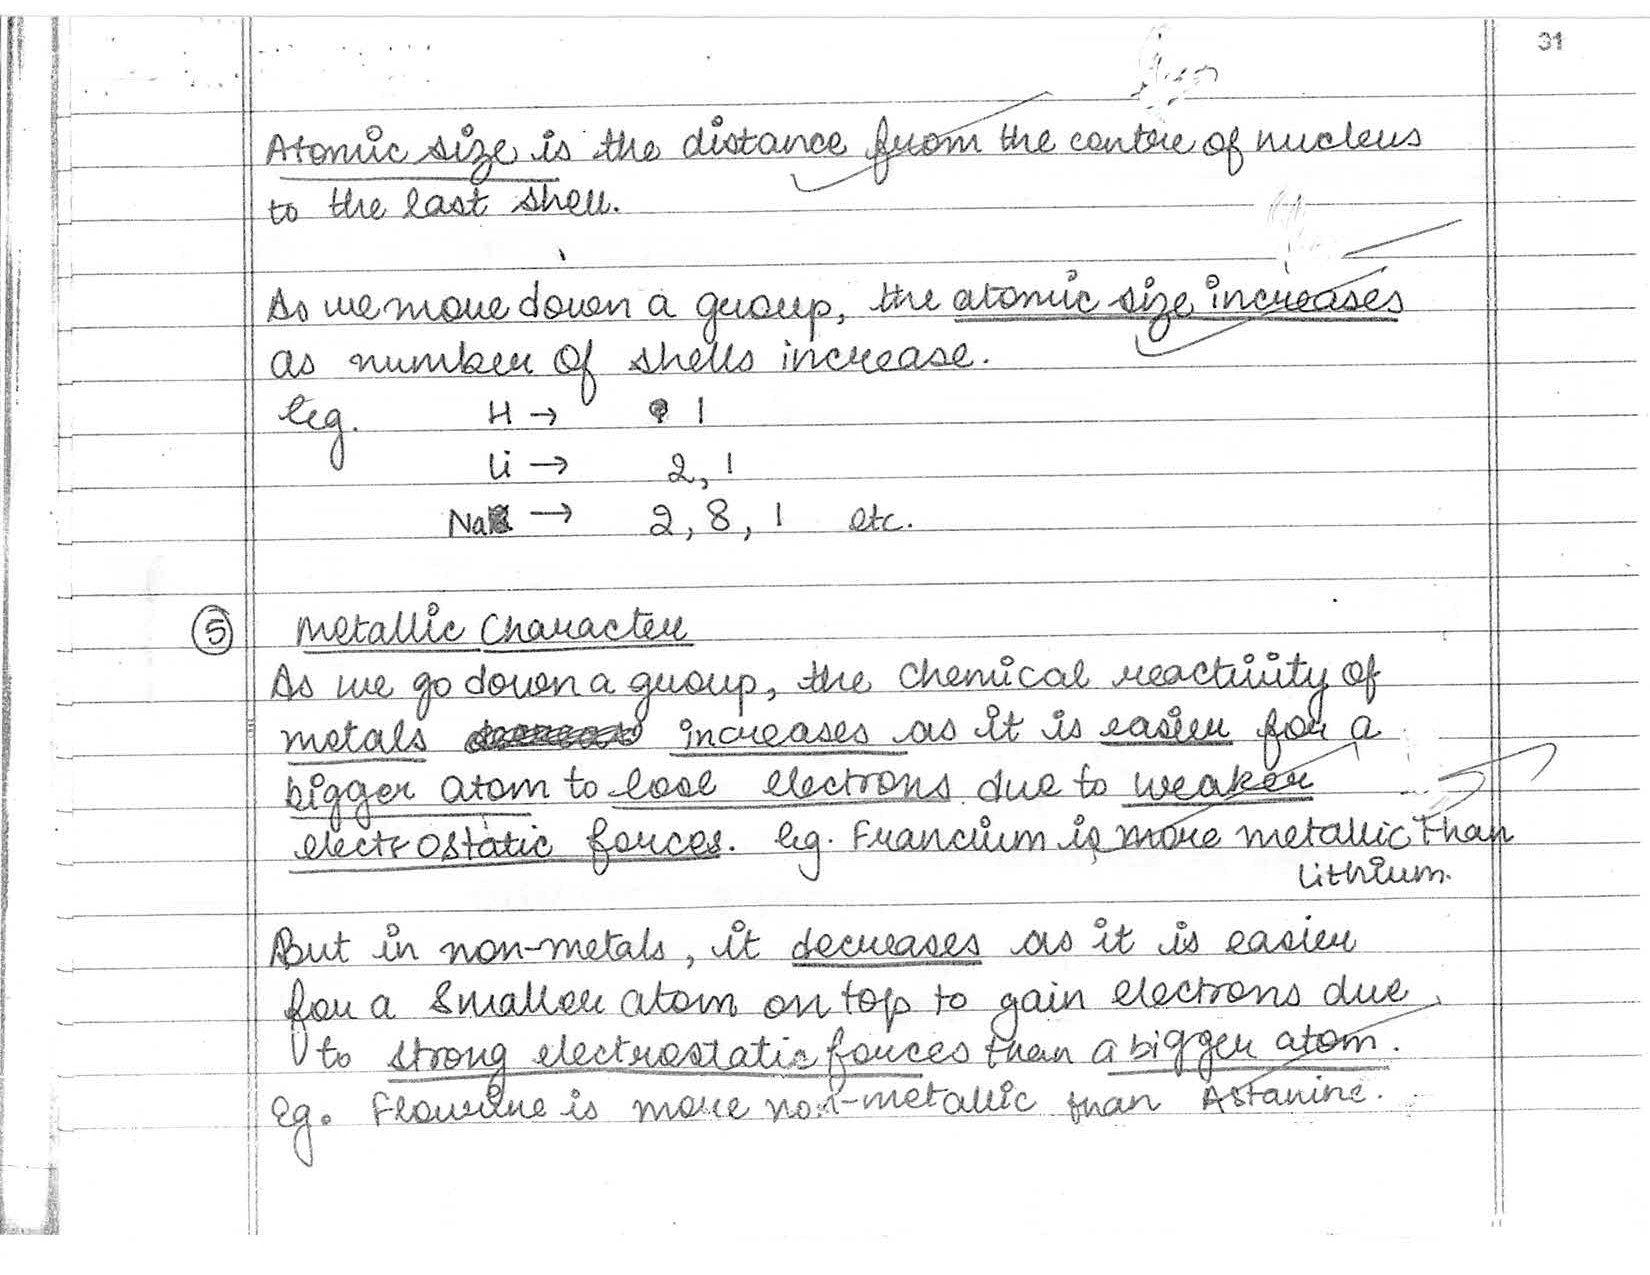 31
Atomic size is the distance from the centre of nucleus
to the last shell.
As we move down a group, the atomic size increases
as number of shells increase.
Eg. H → 1
Li → 2, 1
Na → 2, 8, 1 etc.
⑤ Metallic Character
As we go down a group, the chemical reactivity of
metals increases as it is easier for a
bigger atom to lose electrons due to weaker
electrostatic forces. Eg. Francium is more metallic than
Lithium.
But in non-metals, it decreases as it is easier
for a smaller atom on top to gain electrons due
to strong electrostatic forces than a bigger atom.
Eg. Flourine is more non-metallic than Astanine.